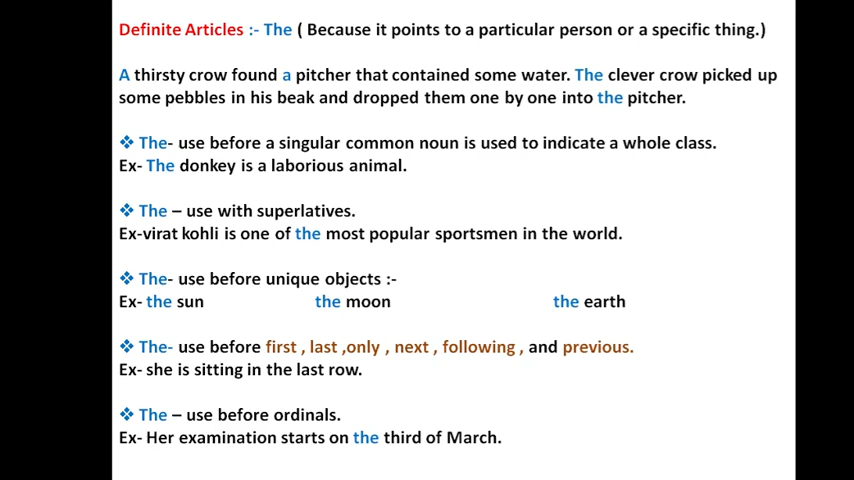 Definite Articles :- The ( Because it points to a particular person or a specific thing.)
A thirsty crow found a pitcher that contained some water. The clever crow picked up
some pebbles in his beak and dropped them one by one into the pitcher.
❖ The- use before a singular common noun is used to indicate a whole class.
Ex- The donkey is a laborious animal.
❖ The – use with superlatives.
Ex-virat kohli is one of the most popular sportsmen in the world.
❖ The- use before unique objects :-
Ex- the sun the moon the earth
❖ The- use before first , last ,only , next , following , and previous.
Ex- she is sitting in the last row.
❖ The – use before ordinals.
Ex- Her examination starts on the third of March.